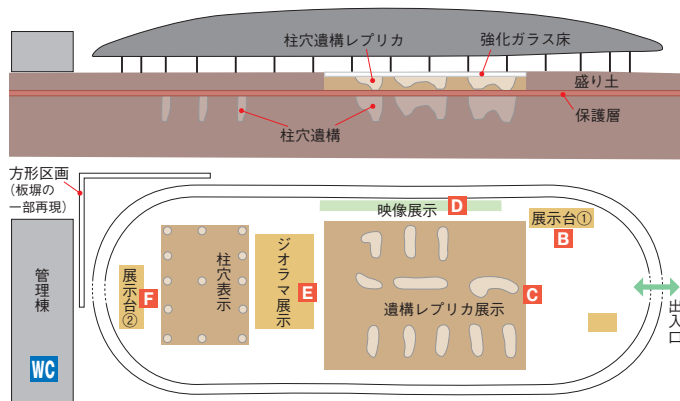 柱穴遺構レプリカ
強化ガラス床
盛り土
保護層
柱穴遺構
方形区画
(板塀の
一部再現)
映像展示
D
展示台①
B
管理棟
WC
展示台②
F
柱穴表示
ジオラマ展示
E
C
遺構レプリカ展示
出入口